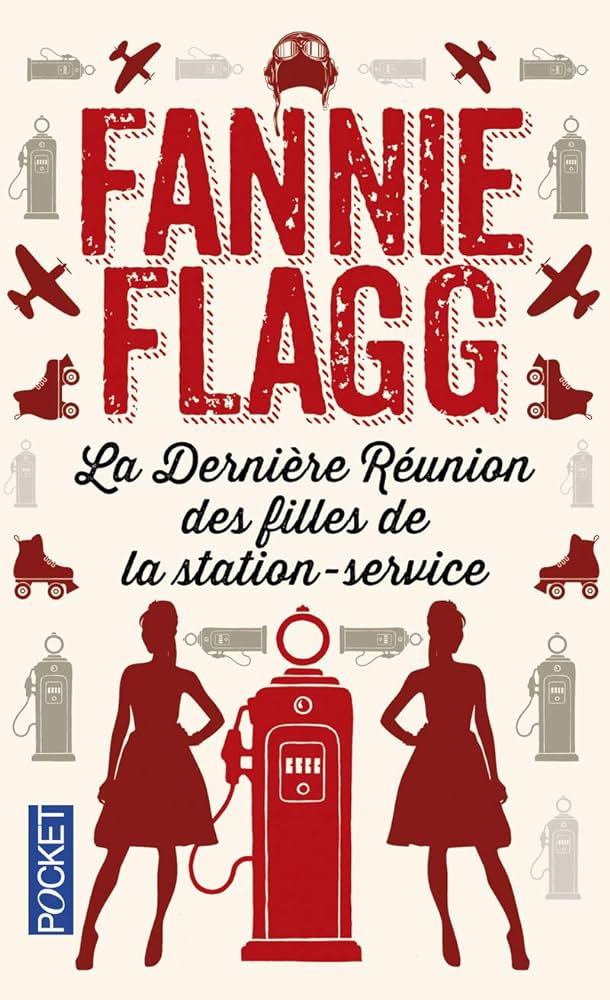 FANNIE
FLAGG
La Dernière Réunion
des filles de
la station-service
POCKET